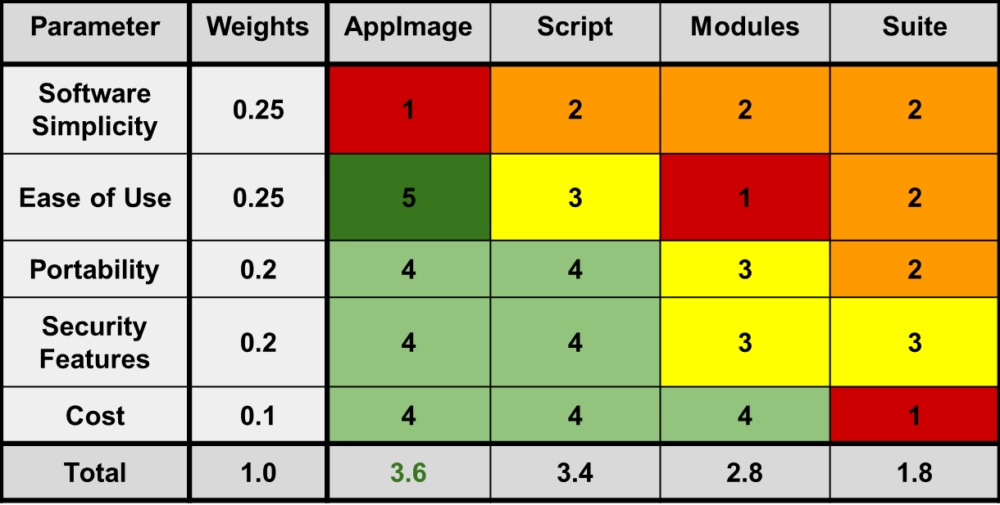 Parameter Weights AppImage Script Modules Suite
Software
Simplicity 0.25 1 2 2 2
Ease of Use 0.25 5 3 1 2
Portability 0.2 4 4 3 2
Security
Features 0.2 4 4 3 3
Cost 0.1 4 4 4 1
Total 1.0 3.6 3.4 2.8 1.8